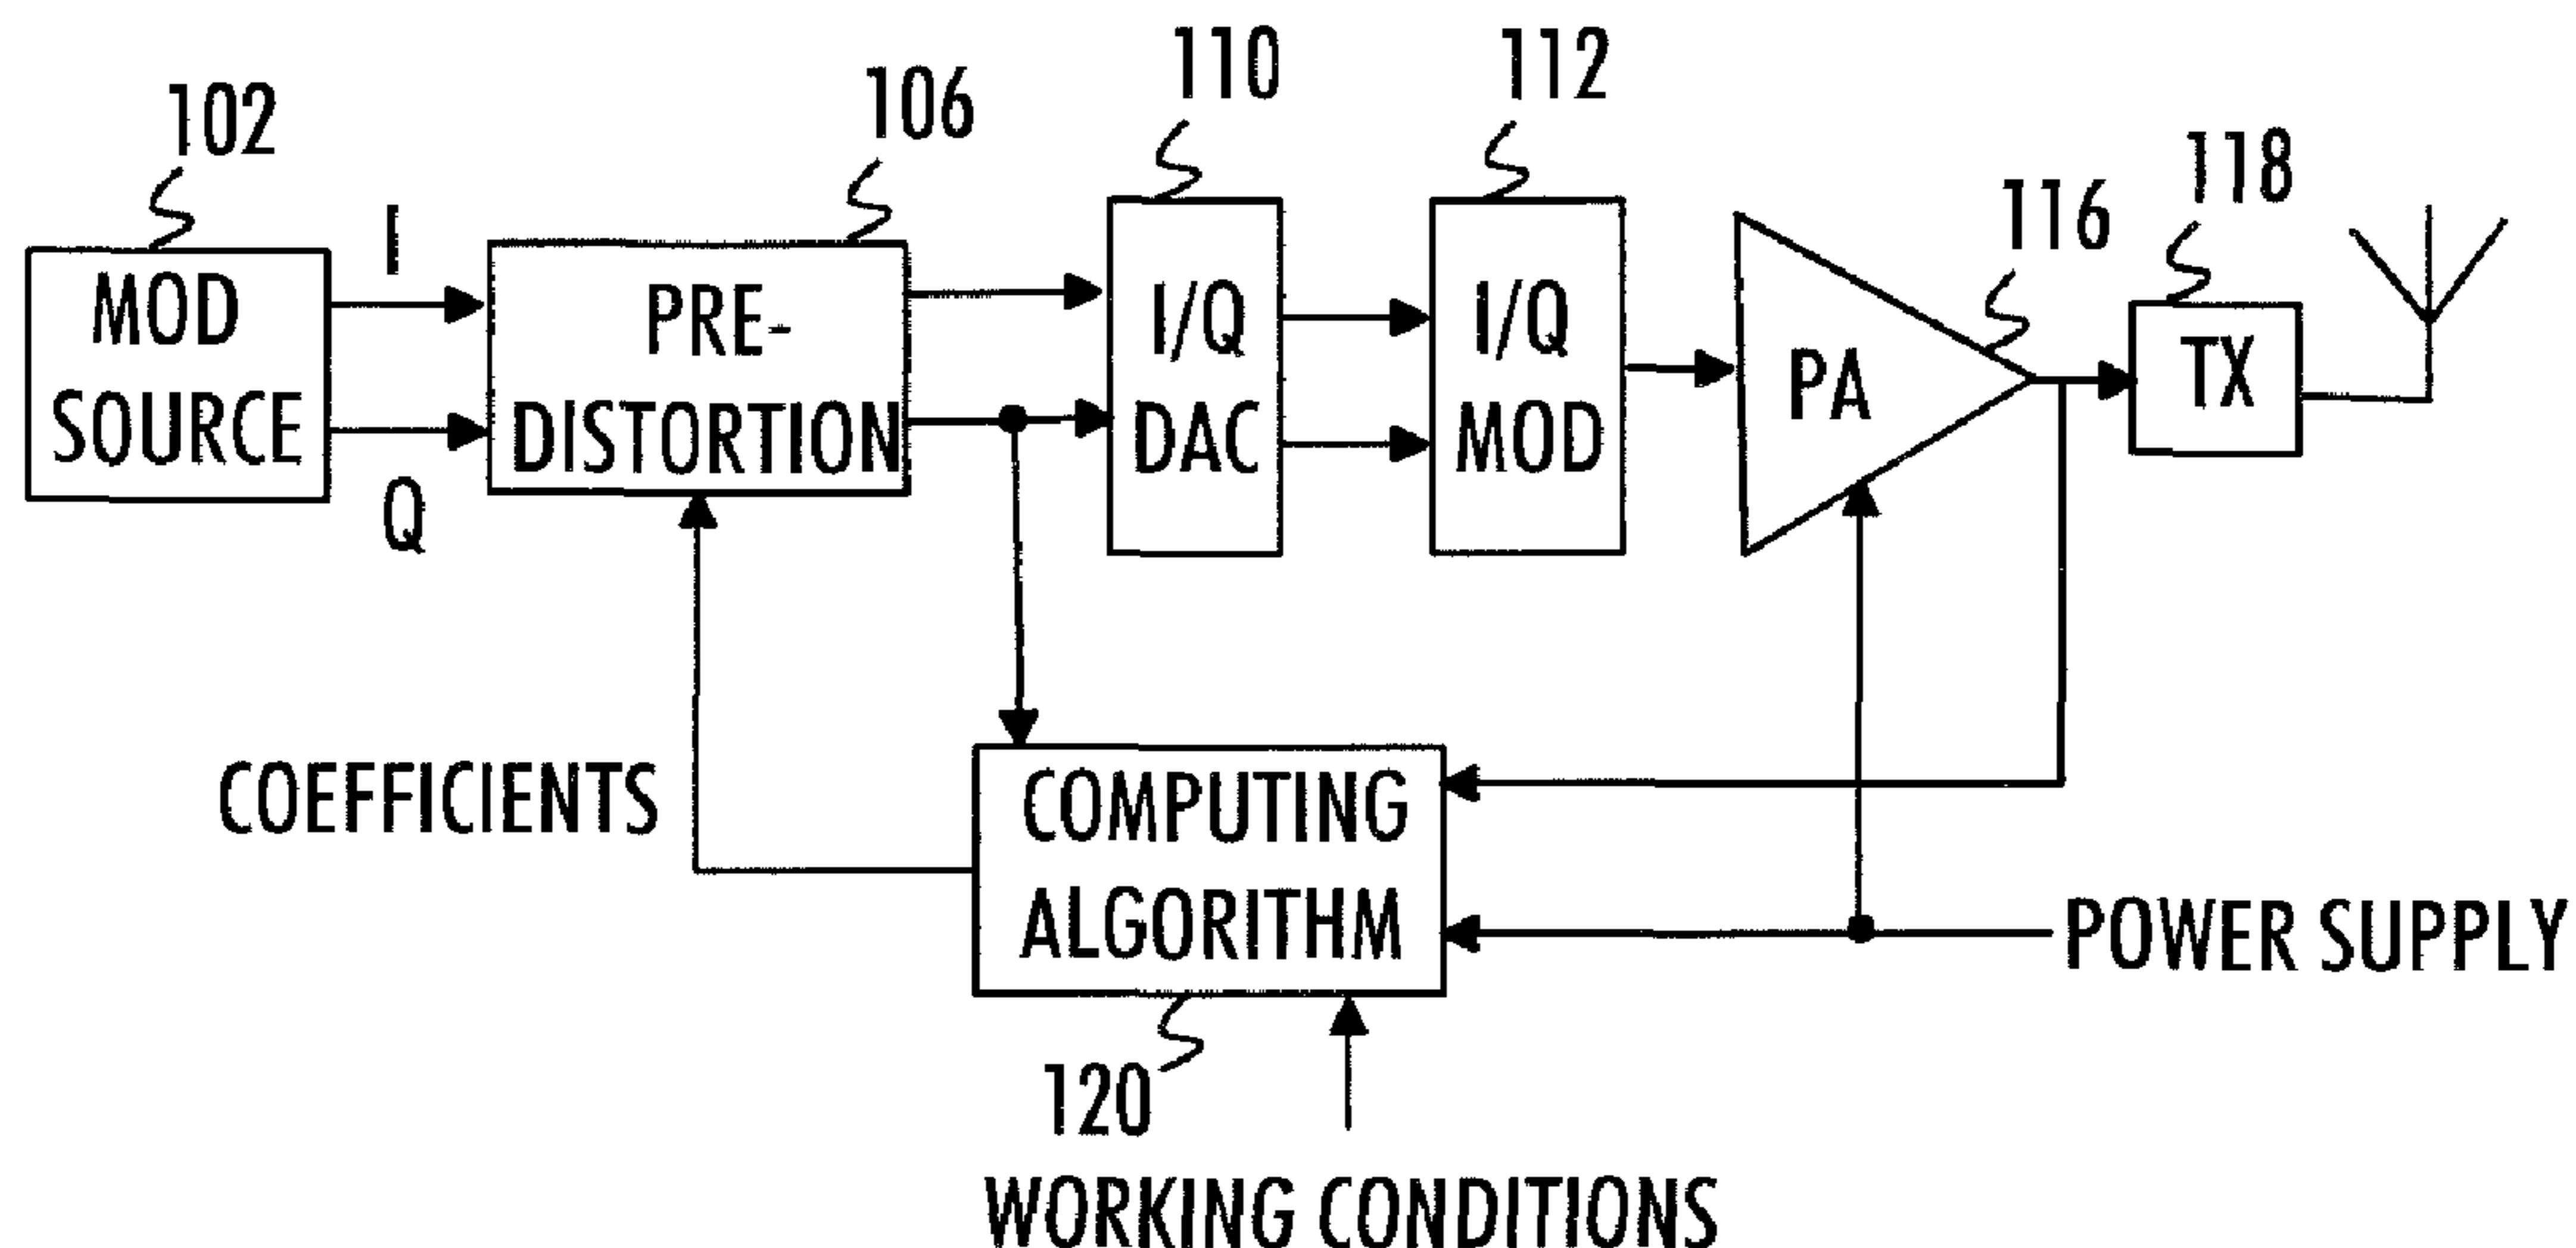 102
106
110
112
116
118
MOD
SOURCE
I
Q
PRE-
DISTORTION
I/Q
DAC
I/Q
MOD
PA
TX
COEFFICIENTS
COMPUTING
ALGORITHM
POWER SUPPLY
120
WORKING CONDITIONS